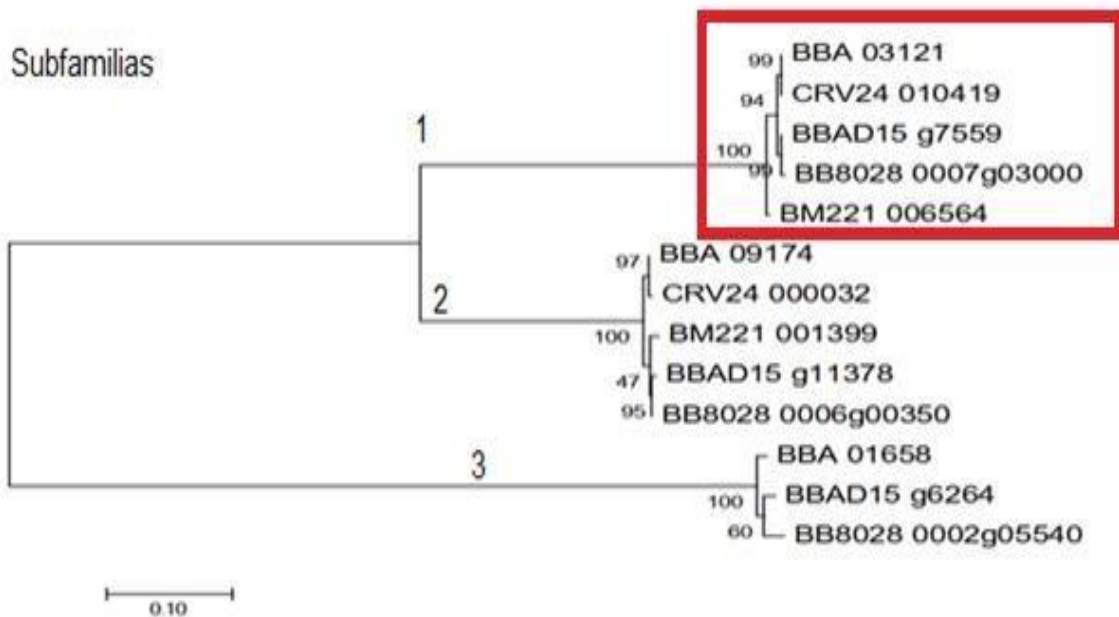 Subfamilias
1
99
BBA 03121
CRV24 010419
94
BBAD15 g7559
100
99
BB8028 0007g03000
BM221 006564
2
97
BBA 09174
CRV24 000032
100
BM221 001399
47
BBAD15 g11378
95
BB8028 0006g00350
3
BBA 01658
100
BBAD15 g6264
60
BB8028 0002g05540
0.10